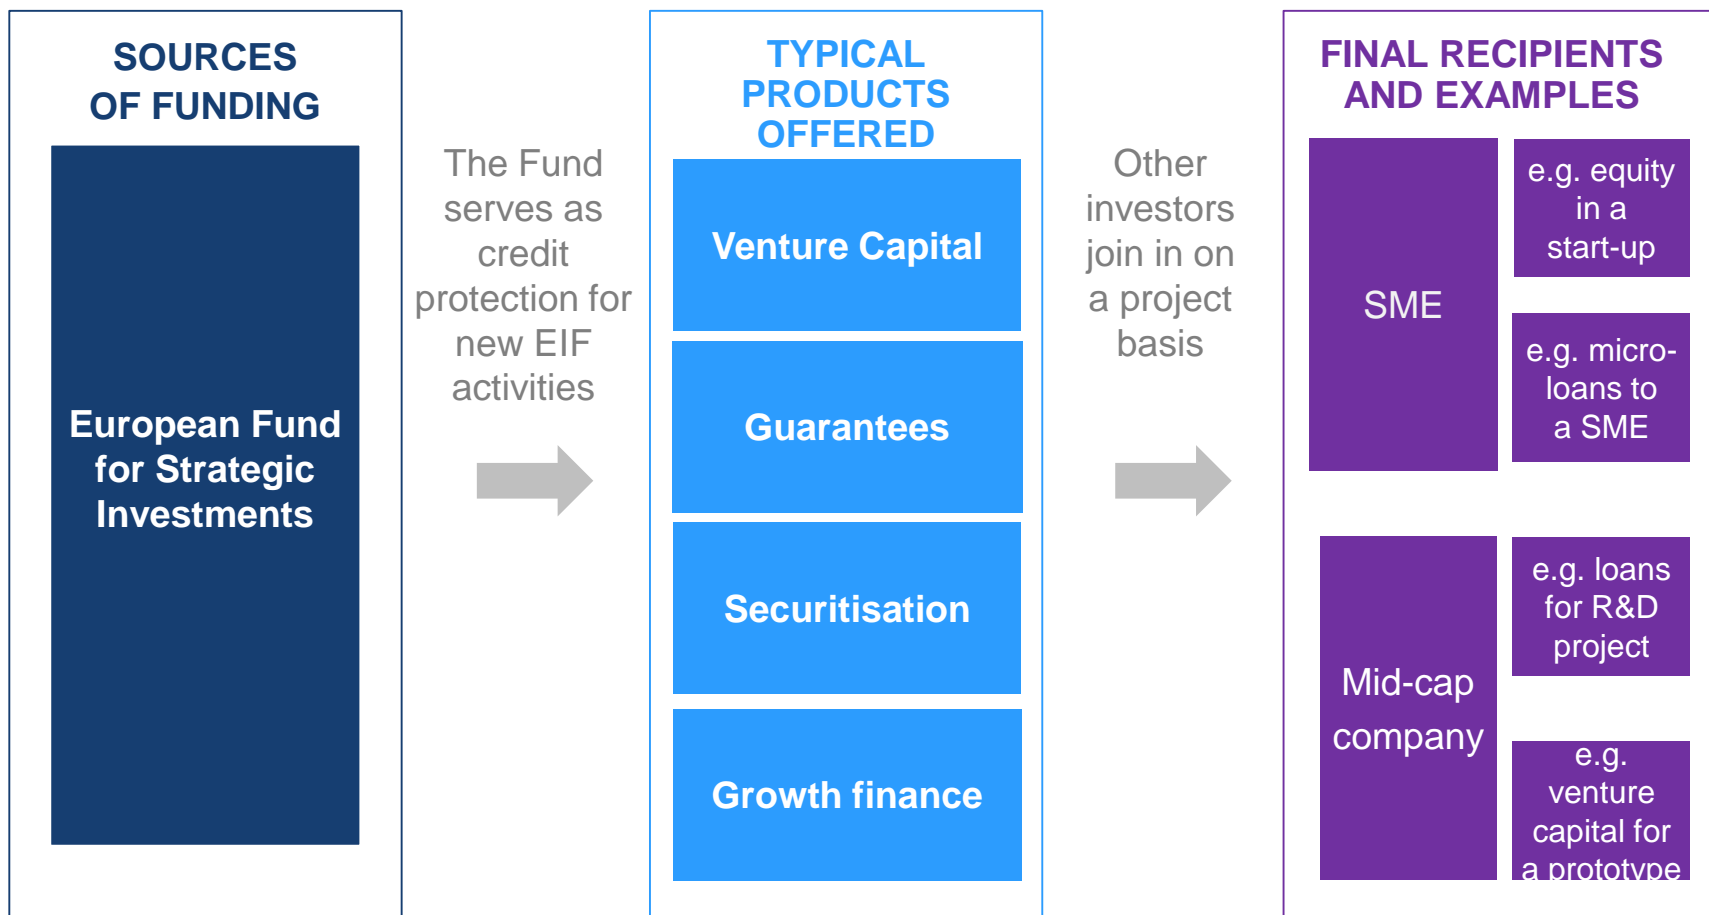 SOURCES
OF FUNDING
European Fund
for Strategic
Investments
The Fund
serves as
credit
protection for
new EIF
activities
TYPICAL
PRODUCTS
OFFERED
Venture Capital
Guarantees
Securitisation
Growth finance
Other
investors
join in on
a project
basis
FINAL RECIPIENTS
AND EXAMPLES
SME
e.g. equity
in a
start-up
e.g. micro-
loans to
a SME
Mid-cap
company
e.g. loans
for R&D
project
e.g.
venture
capital for
a prototype